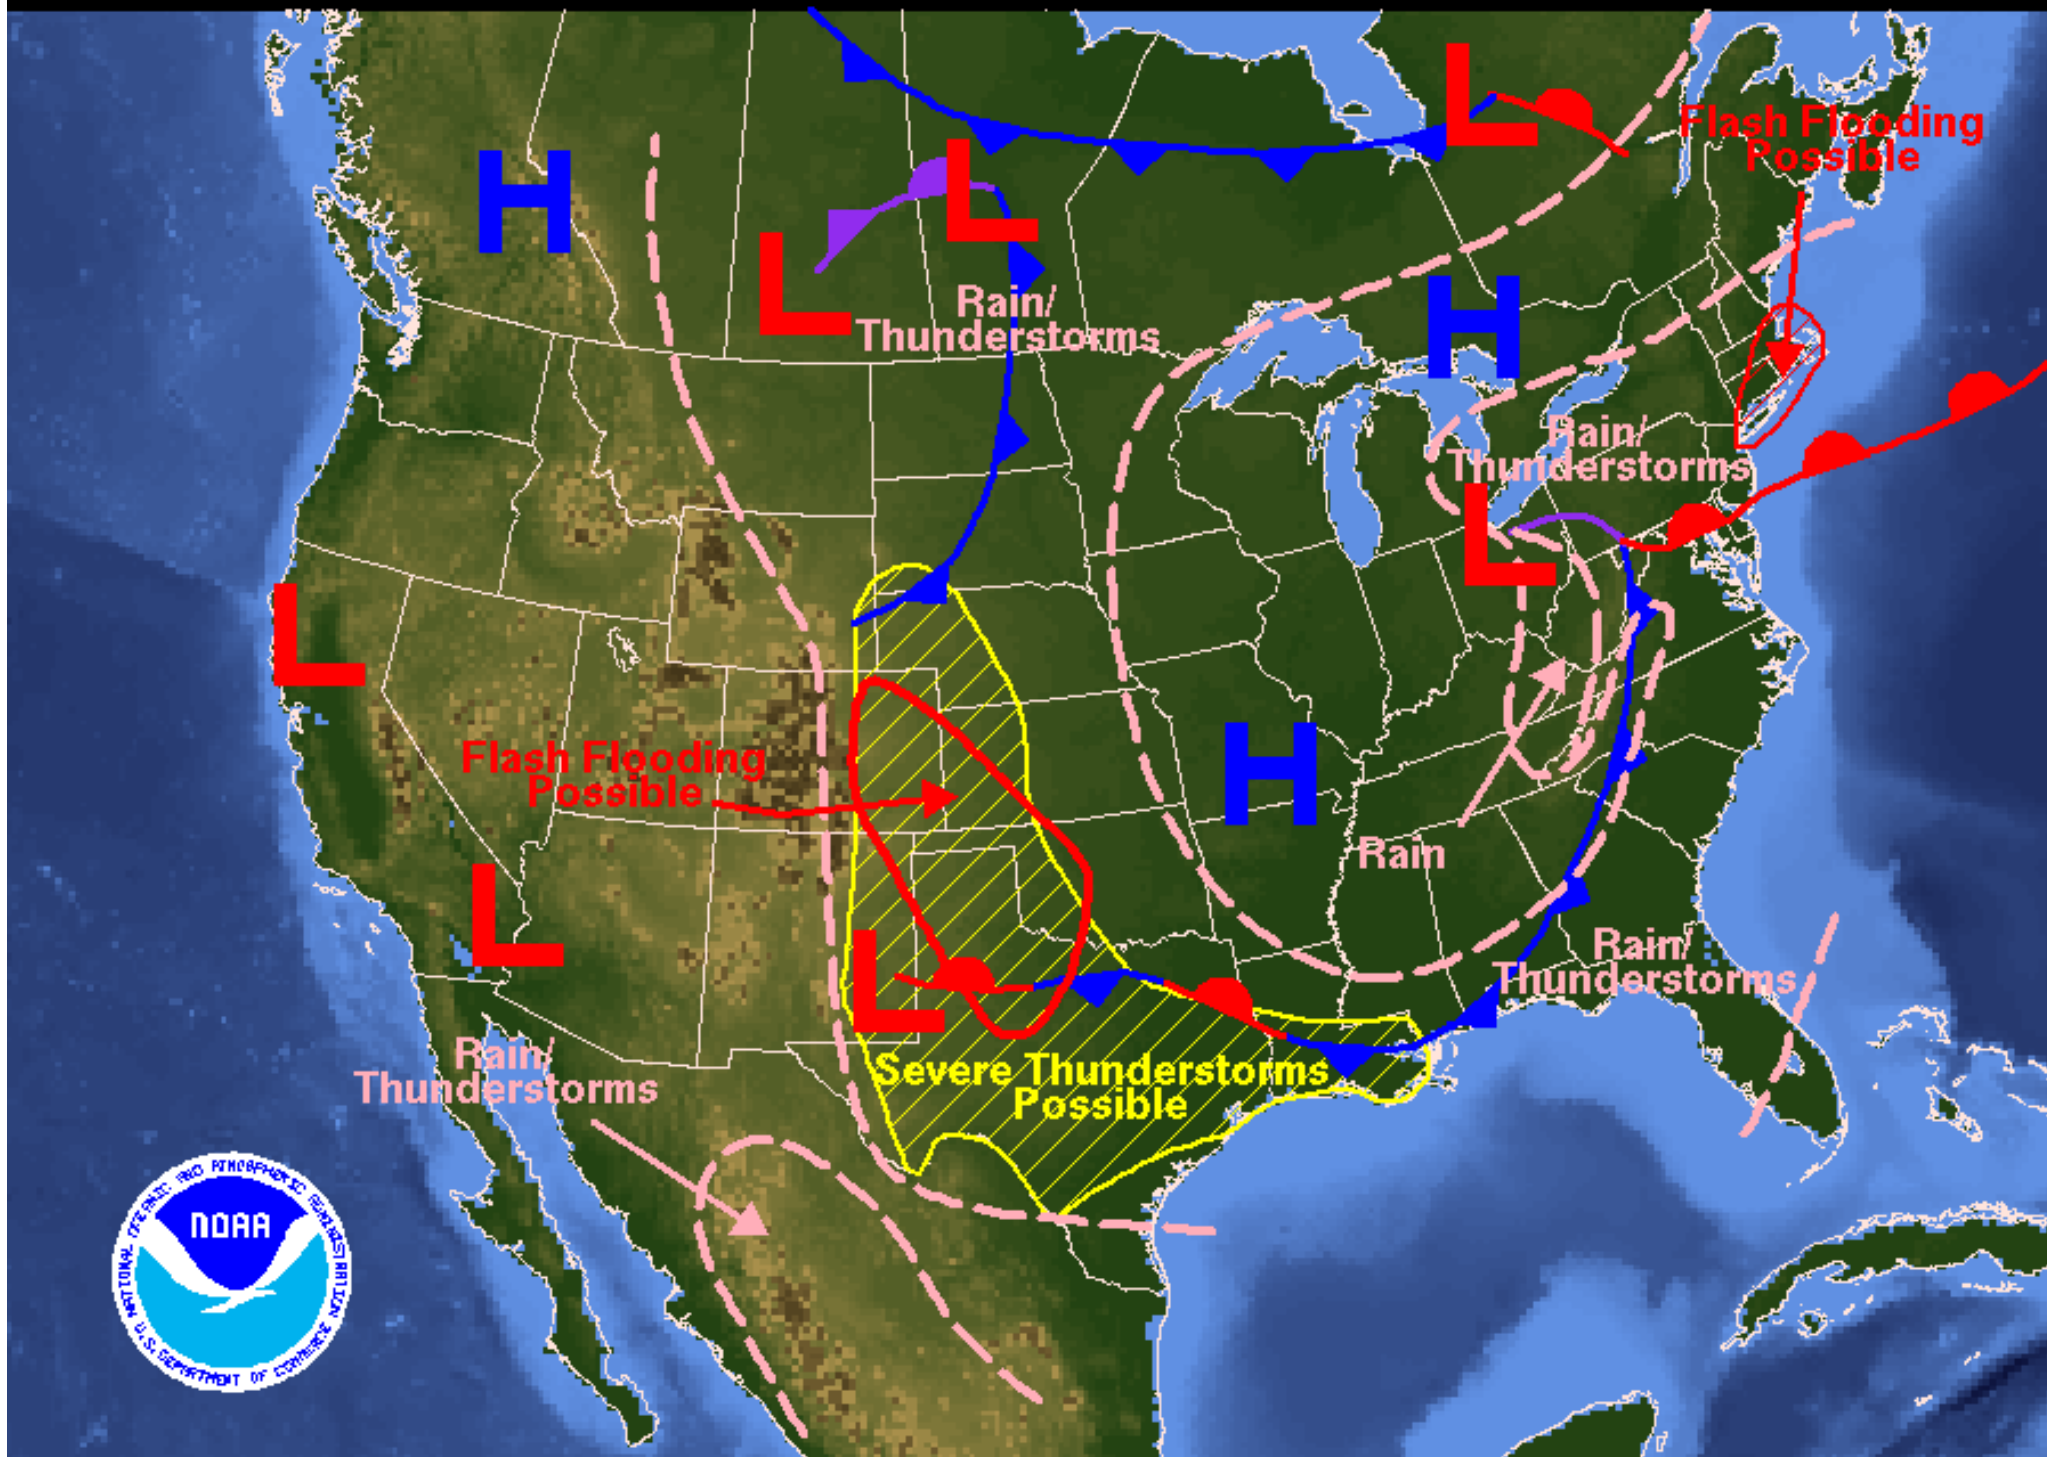 L
Flash Flooding
Possible
H
L
L
Rain/
Thunderstorms
H
Rain/
Thunderstorms
L
L
H
Flash Flooding
Possible
Rain
L
L
Rain/
Thunderstorms
Rain/
Thunderstorms
Severe Thunderstorms
Possible
NATIONAL OCEANIC AND ATMOSPHERIC ADMINISTRATION
NOAA
U.S. DEPARTMENT OF COMMERCE